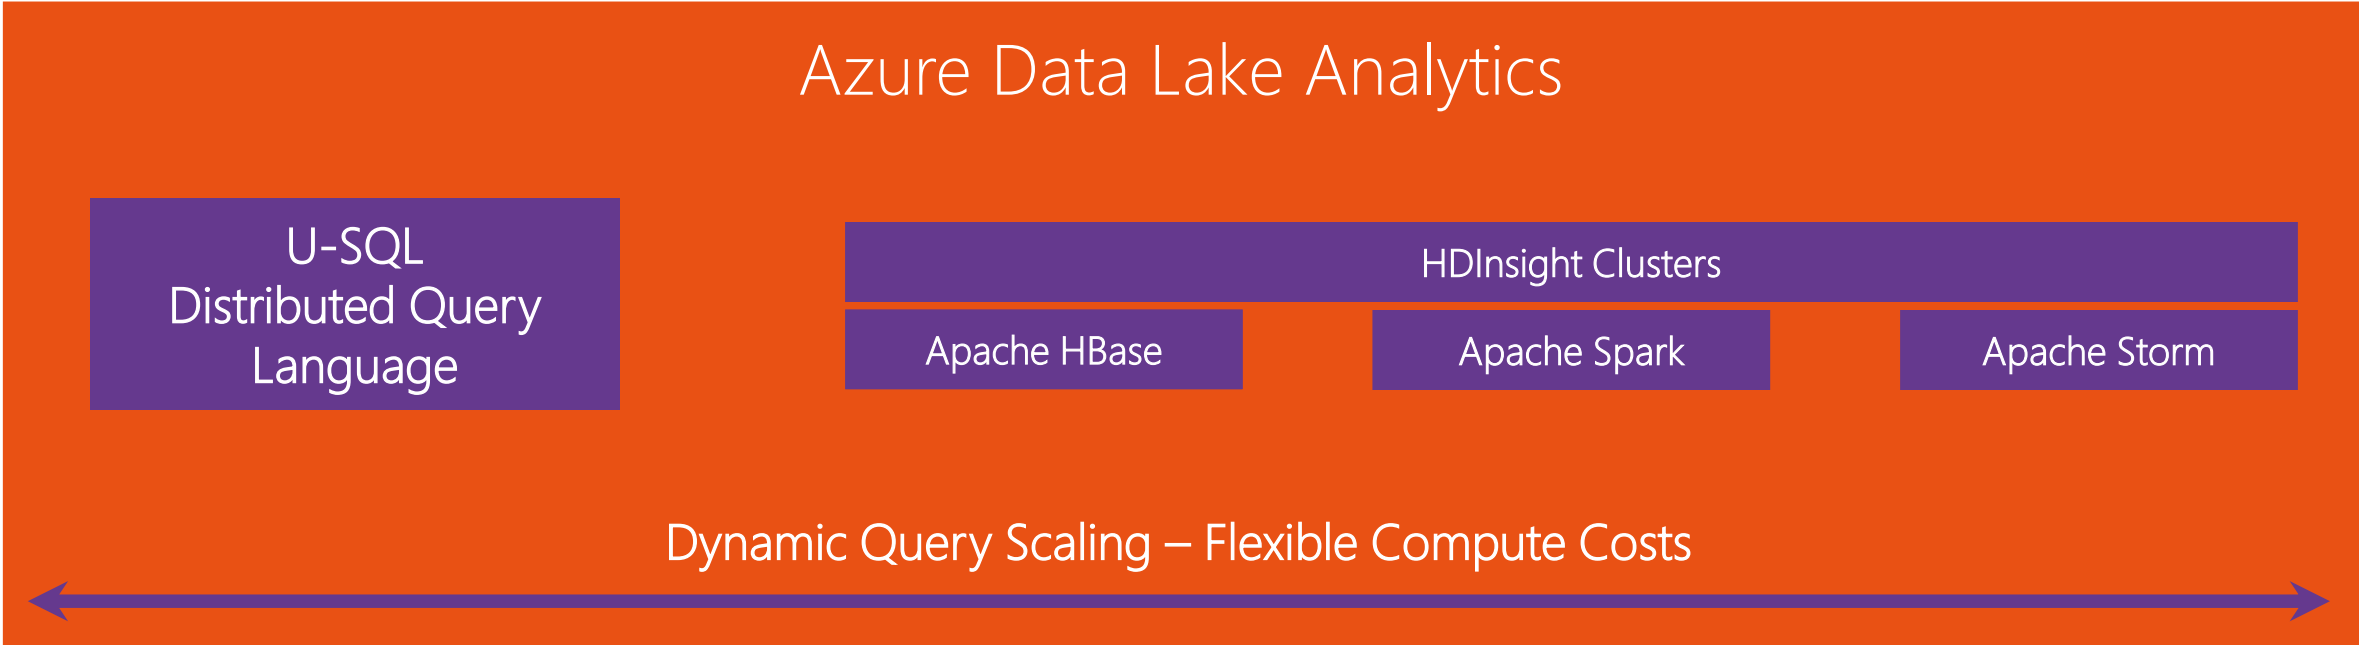 Azure Data Lake Analytics
U-SQL
Distributed Query
Language
HDInsight Clusters
Apache HBase
Apache Spark
Apache Storm
Dynamic Query Scaling – Flexible Compute Costs